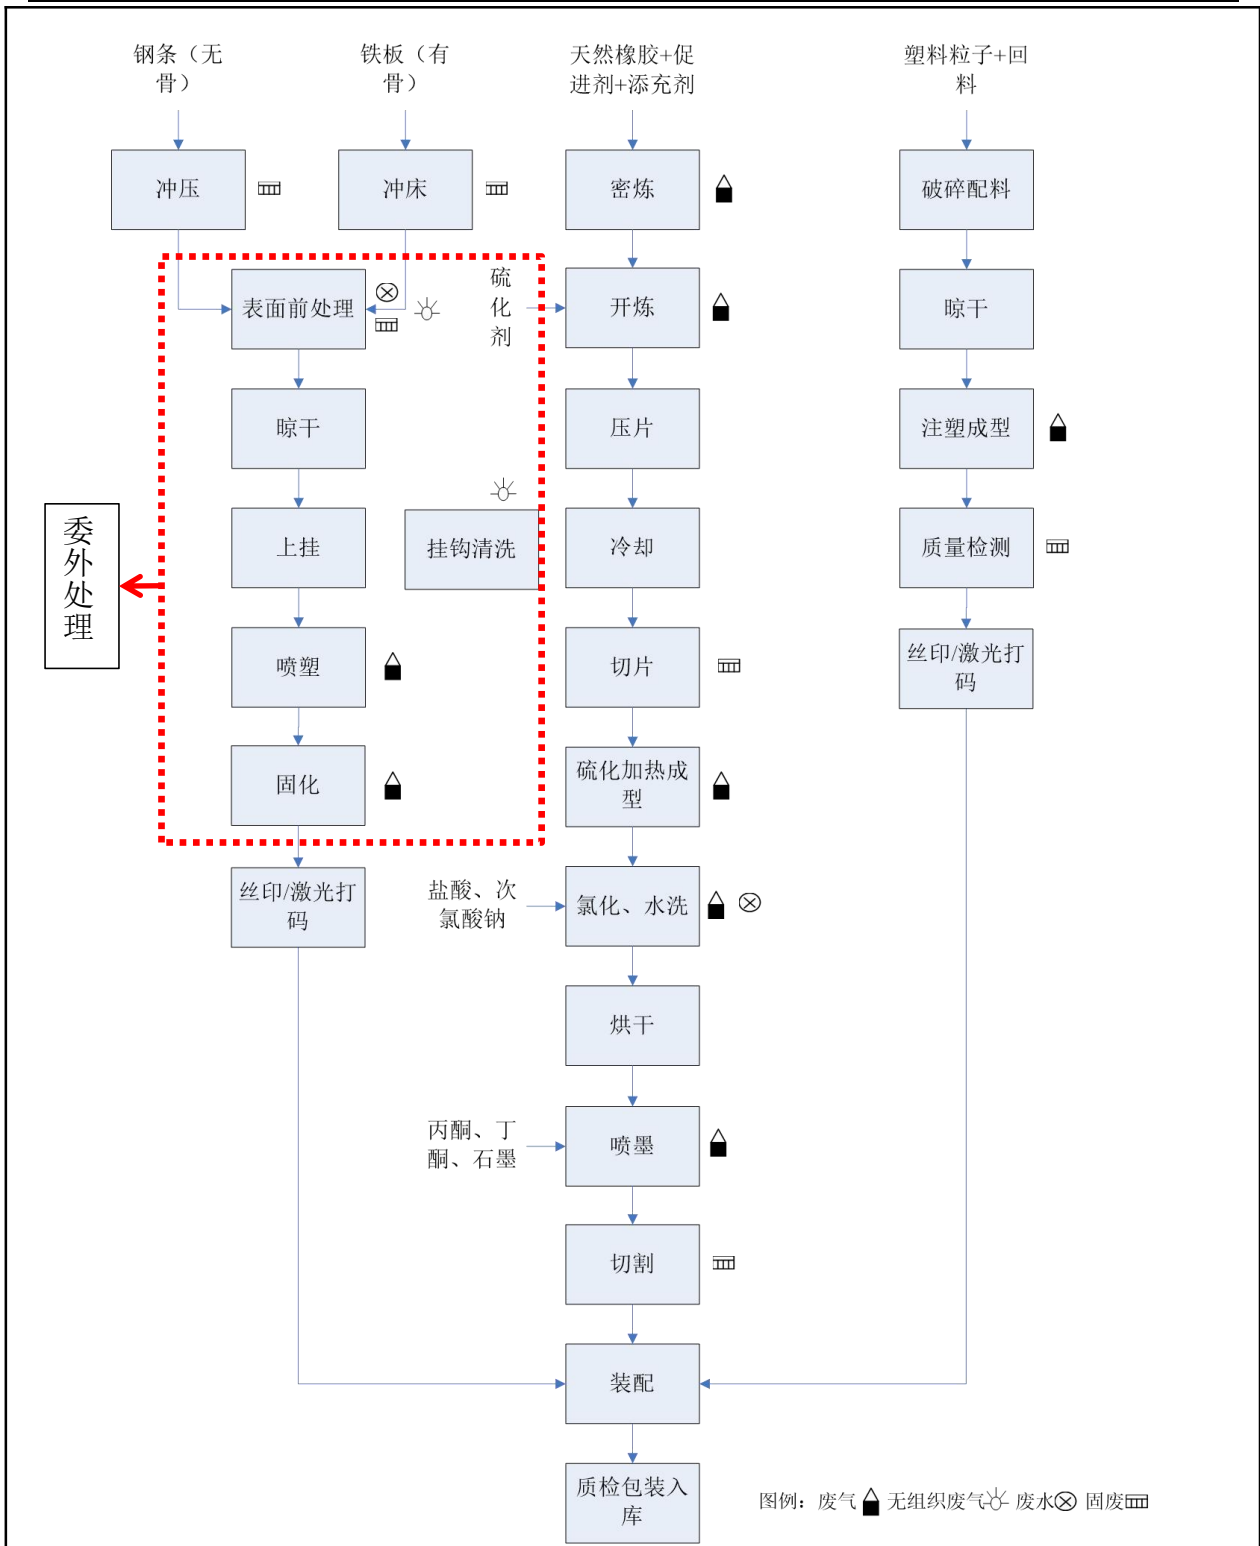 钢条（无
骨）
铁板（有
骨）
天然橡胶+促
进剂+添充剂
塑料粒子+回
料
冲压
冲床
密炼
破碎配料
表面前处理
硫
化
剂
开炼
晾干
晾干
压片
注塑成型
委
外
处
理
上挂
挂钩清洗
冷却
质量检测
喷塑
切片
丝印/激光打
码
固化
硫化加热成
型
丝印/激光打
码
盐酸、次
氯酸钠
氯化、水洗
烘干
丙酮、丁
酮、石墨
喷墨
切割
装配
质检包装入
库
图例：废气 无组织废气 废水 固废